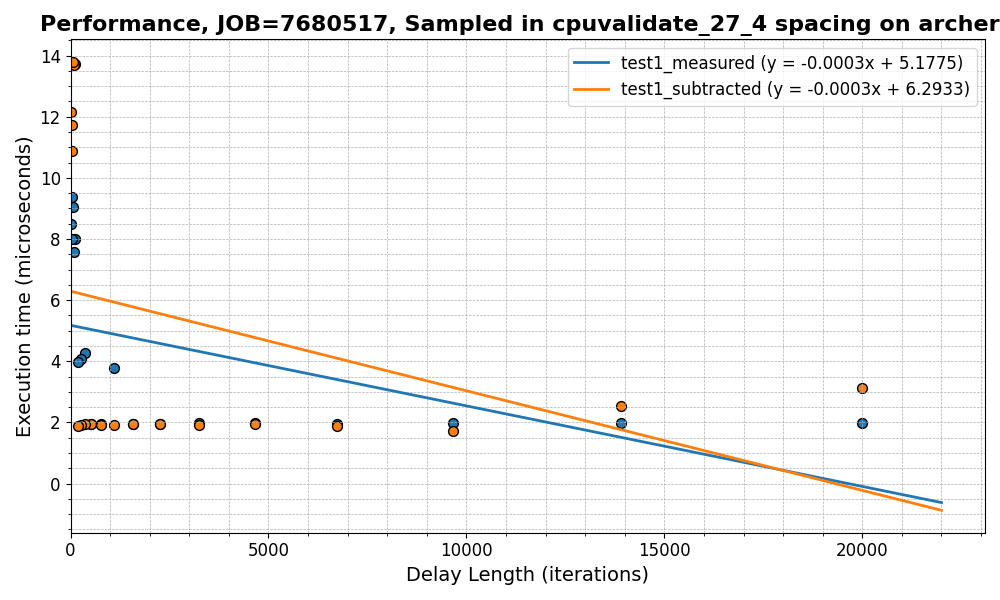 Performance, JOB=7680517, Sampled in cpuvalidate_27_4 spacing on archer
test1_measured (y = -0.0003x + 5.1775)
test1_subtracted (y = -0.0003x + 6.2933)
Execution time (microseconds)
14
12
10
8
6
4
2
0
0 5000 10000 15000 20000
Delay Length (iterations)